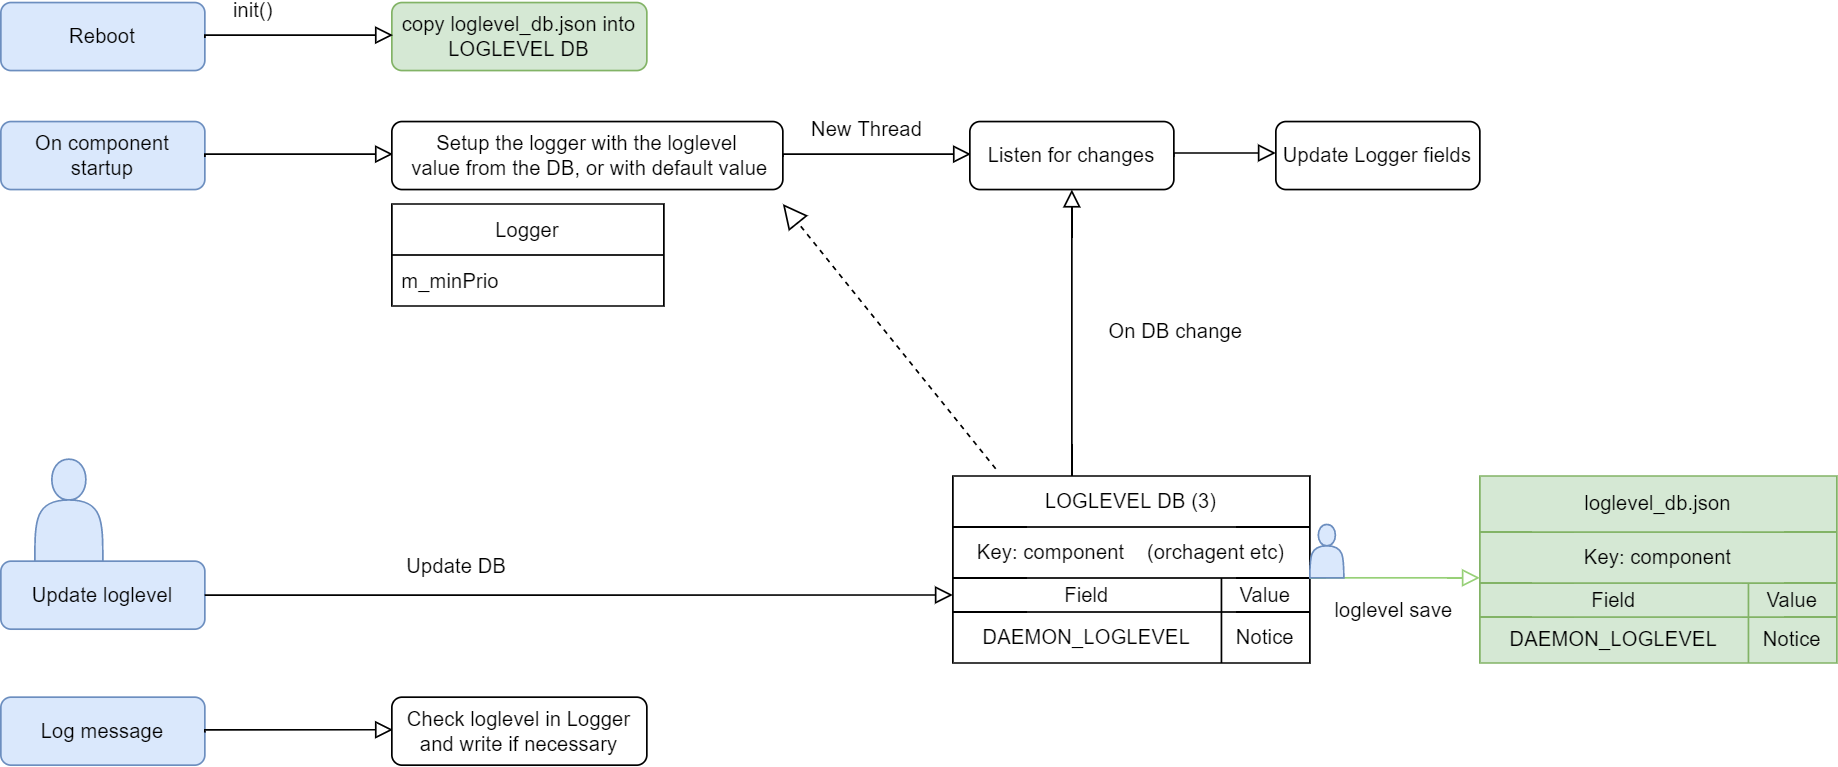 init()
Reboot
copy loglevel_db.json into
LOGLEVEL DB
On component
startup
Setup the logger with the loglevel
value from the DB, or with default value
New Thread
Listen for changes
Update Logger fields
Logger
m_minPrio
On DB change
Update loglevel
Update DB
LOGLEVEL DB (3)
Key: component (orchagent etc)
Field Value
DAEMON_LOGLEVEL Notice
loglevel save
loglevel_db.json
Key: component
Field Value
DAEMON_LOGLEVEL Notice
Log message
Check loglevel in Logger
and write if necessary